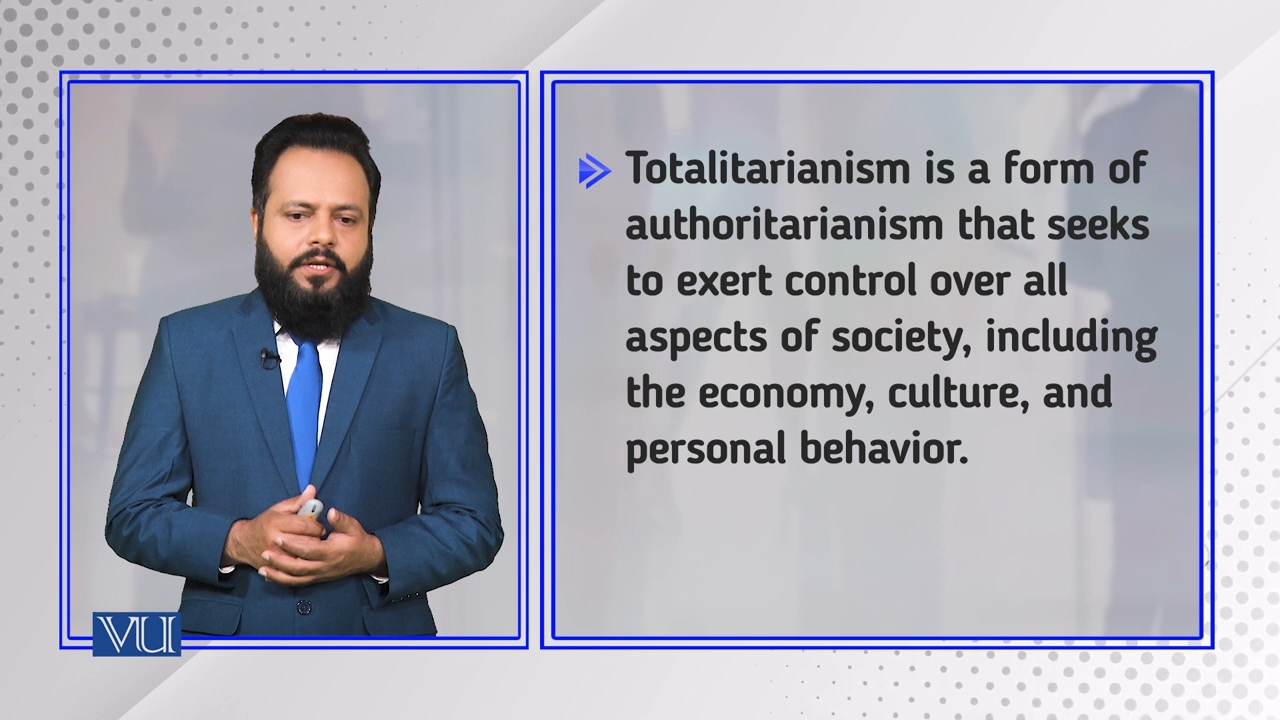 Totalitarianism is a form of
authoritarianism that seeks
to exert control over all
aspects of society, including
the economy, culture, and
personal behavior.
VU